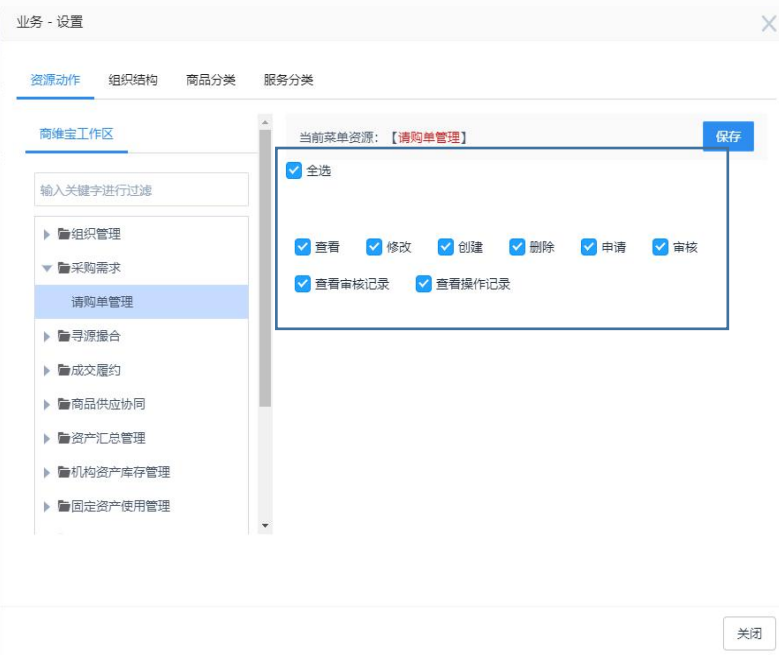 业务 - 设置
资源动作 组织结构 商品分类 服务分类
商维宝工作区
输入关键字进行过滤
组织管理
采购需求
请购单管理
寻源撮合
成交履约
商品供应协同
资产汇总管理
机构资产库存管理
固定资产使用管理
当前菜单资源:【请购单管理】 保存
全选
查看 修改 创建 删除 申请 审核
查看审核记录 查看操作记录
关闭